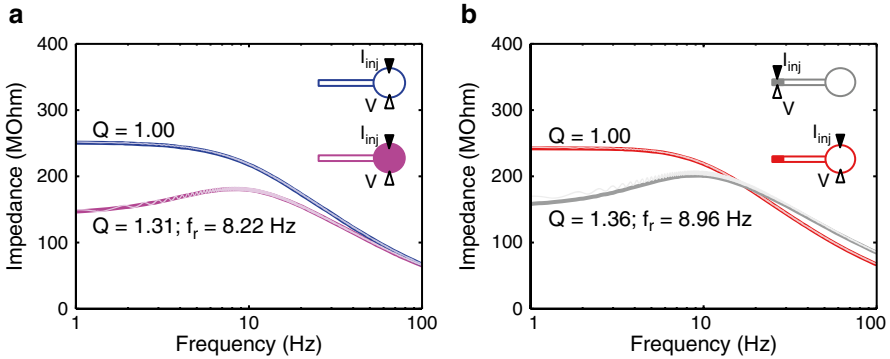 a
400
300
200
100
0
1
10
100
Impedance (MOhm)
Frequency (Hz)
Q = 1.00
Q = 1.31; fr = 8.22 Hz
Iinj
V
Iinj
V
b
400
300
200
100
0
1
10
100
Impedance (MOhm)
Frequency (Hz)
Q = 1.00
Q = 1.36; fr = 8.96 Hz
Iinj
V
Iinj
V